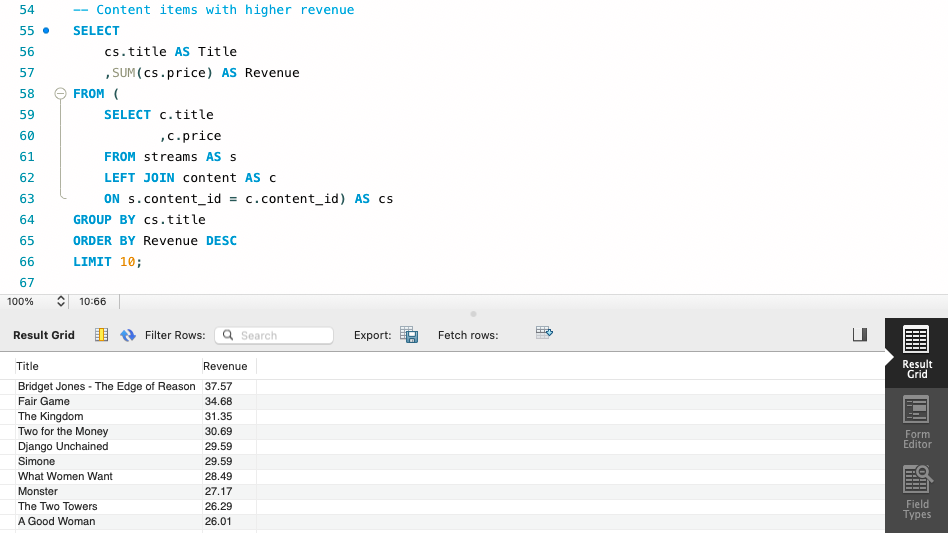 54 -- Content items with higher revenue
55 SELECT
56 cs.title AS Title
57 ,SUM(cs.price) AS Revenue
58 FROM (
59 SELECT c.title
60 ,c.price
61 FROM streams AS s
62 LEFT JOIN content AS c
63 ON s.content_id = c.content_id) AS cs
64 GROUP BY cs.title
65 ORDER BY Revenue DESC
66 LIMIT 10;
67
100% 10:66
Result Grid Filter Rows: Search Export: Fetch rows:
Title Revenue
Bridget Jones - The Edge of Reason 37.57
Fair Game 34.68
The Kingdom 31.35
Two for the Money 30.69
Django Unchained 29.59
Simone 29.59
What Women Want 28.49
Monster 27.17
The Two Towers 26.29
A Good Woman 26.01
Result
Grid
Form
Editor
Field
Types